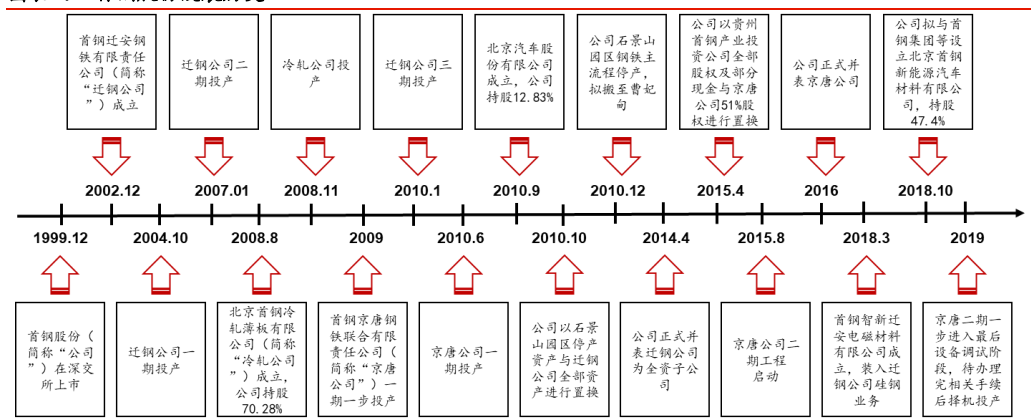 首钢迁安钢
铁有限责任
公司（简称
“迁钢公司
”）成立
迁钢公司二
期投产
冷轧公司投
产
迁钢公司三
期投产
北京汽车股
份有限公司
成立，公司
持股12.83%
公司石景山
园区钢铁主
流程停产，
拟搬至曹妃
甸
公司以贵州
首钢产业投
资公司全部
股权及部分
现金与京唐
公司51%股
权进行置换
公司正式并
表京唐公司
公司拟与首
钢集团等设
立北京首钢
新能源汽车
材料有限公
司，持股
47.4%
2002.12
2007.01
2008.11
2010.1
2010.9
2010.12
2015.4
2016
2018.10
1999.12
2004.10
2008.8
2009
2010.6
2010.10
2014.4
2015.8
2018.3
2019
首钢股份（
简称“公司
”）在深交
所上市
迁钢公司一
期投产
北京首钢冷
轧薄板有限
公司（简称
“冷轧公司
”）成立，
公司持股
70.28%
首钢京唐钢
铁联合有限
责任公司（
简称“京唐
公司”）一
期一步投产
京唐公司一
期投产
公司以石景
山园区停产
资产与迁钢
公司全部资
产进行置换
公司正式并
表迁钢公司
为全资子公
司
京唐公司二
期工程
启动
首钢智新迁
安电磁材料
有限公司成
立，装入迁
钢公司硅钢
业务
京唐二期一
步进入最后
设备调试阶
段，待办理
完相关手续
后择机投产